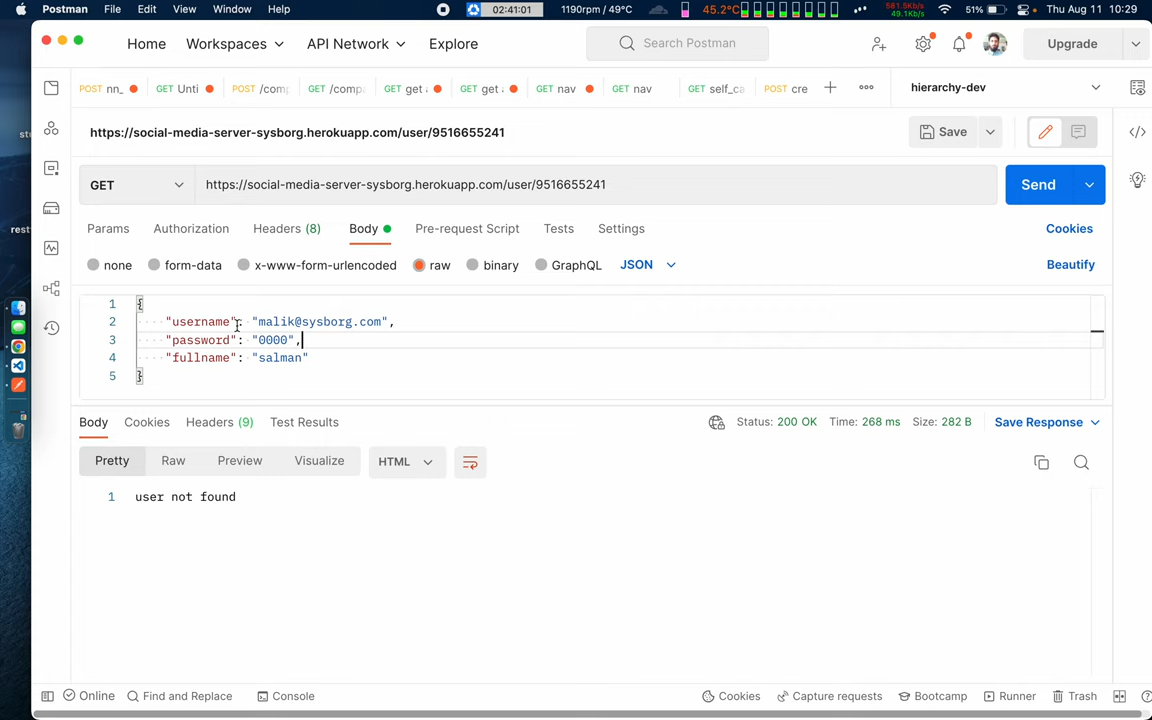 Postman File Edit View Window Help 02:41:01 1190rpm / 49°C 45.2°C 581.5Kb/s 49.1Kb/s 51% Thu Aug 11 10:29
Home Workspaces API Network Explore Search Postman Upgrade
POST nn_ GET Unti POST /com GET /comp get get GET nav GET nav GET self_ca POST cre hierarchy-dev
https://social-media-server-sysborg.herokuapp.com/user/9516655241 Save
GET https://social-media-server-sysborg.herokuapp.com/user/9516655241 Send
Params Authorization Headers (8) Body Pre-request Script Tests Settings Cookies
none form-data x-www-form-urlencoded raw binary GraphQL JSON Beautify
1 {
2 "username": "malik@sysborg.com",
3 "password": "0000",
4 "fullname": "salman"
5 }
Body Cookies Headers (9) Test Results Status: 200 OK Time: 268 ms Size: 282 B Save Response
Pretty Raw Preview Visualize HTML
1 user not found
Online Find and Replace Console Cookies Capture requests Bootcamp Runner Trash